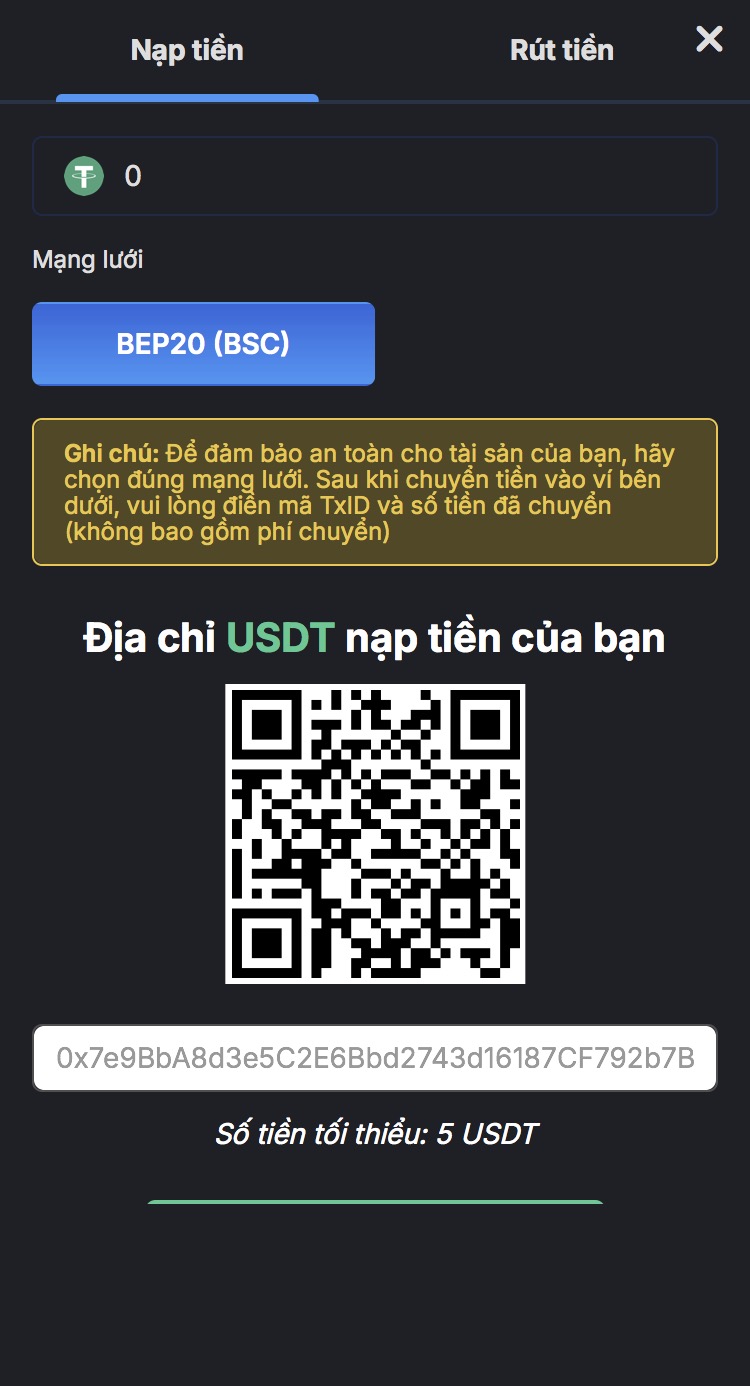 Nạp tiền
Rút tiền
0
Mạng lưới
BEP20 (BSC)
Ghi chú: Để đảm bảo an toàn cho tài sản của bạn, hãy
chọn đúng mạng lưới. Sau khi chuyển tiền vào ví bên
dưới, vui lòng điền mã TxID và số tiền đã chuyển
(không bao gồm phí chuyển)
Địa chỉ USDT nạp tiền của bạn
0x7e9BbA8d3e5C2E6Bbd2743d16187CF792b7B
Số tiền tối thiểu: 5 USDT